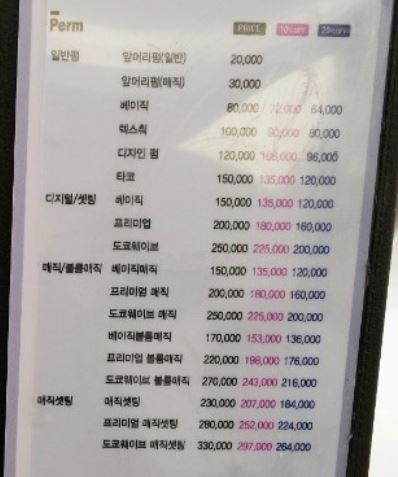 Perm PRICE 10%OFF 20%OFF
일반펌 앞머리펌(일반) 20,000
앞머리펌(매직) 30,000
베이직 80,000 72,000 64,000
텍스춰 100,000 90,000 80,000
디자인 펌 120,000 108,000 96,000
타코 150,000 135,000 120,000
디지털/셋팅 베이직 150,000 135,000 120,000
프리미엄 200,000 180,000 160,000
도쿄웨이브 250,000 225,000 200,000
매직/볼륨매직 베이직매직 150,000 135,000 120,000
프리미엄 매직 200,000 180,000 160,000
도쿄웨이브 매직 250,000 225,000 200,000
베이직볼륨매직 170,000 153,000 136,000
프리미엄 볼륨매직 220,000 198,000 176,000
도쿄웨이브 볼륨매직 270,000 243,000 216,000
매직셋팅 매직셋팅 230,000 207,000 184,000
프리미엄 매직셋팅 280,000 252,000 224,000
도쿄웨이브 매직셋팅 330,000 297,000 264,000